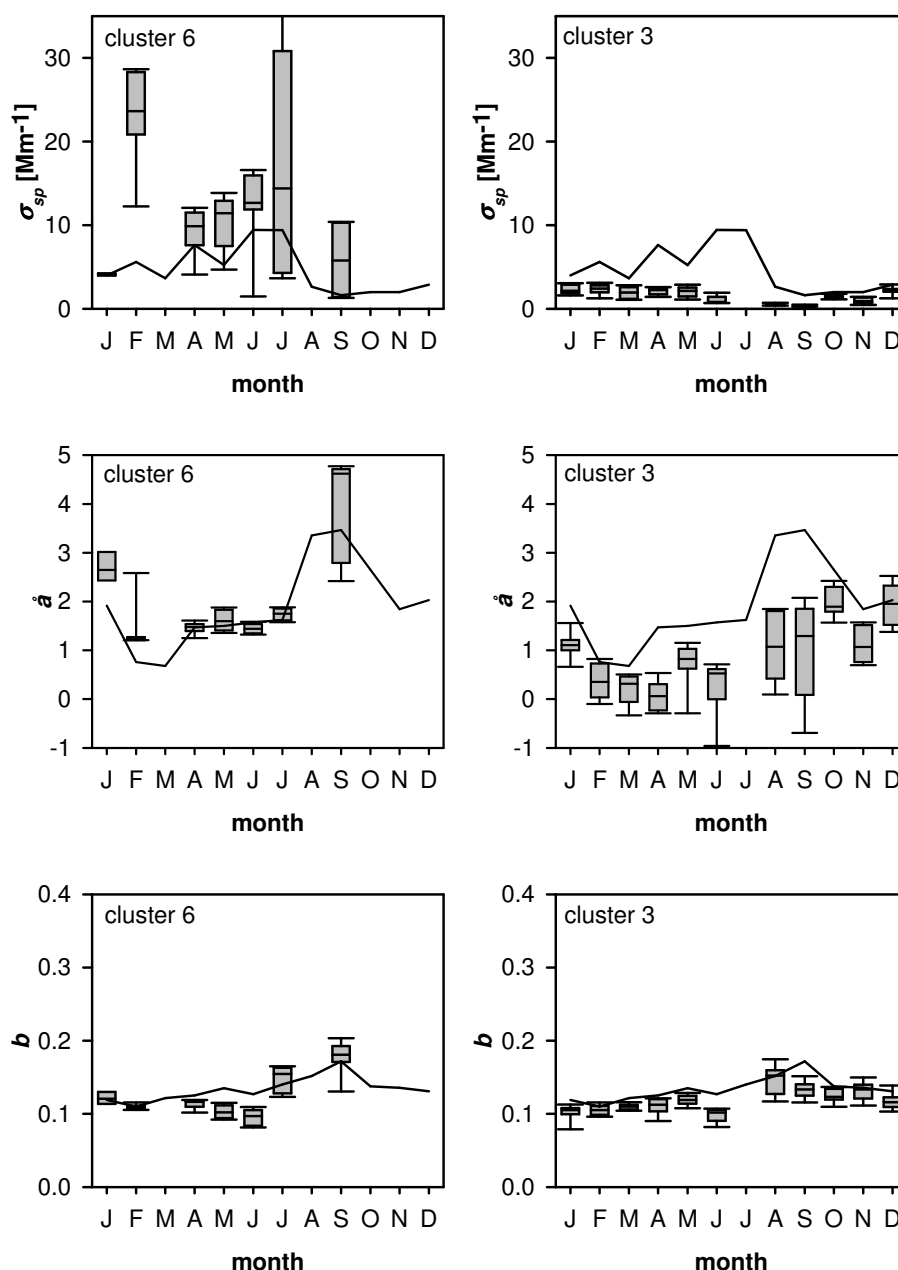 cluster 6
cluster 3
30
20
10
0
σsp [Mm-1]
J F M A M J J A S O N D
month
30
20
10
0
σsp [Mm-1]
J F M A M J J A S O N D
month
cluster 6
cluster 3
5
4
3
2
1
0
-1
å
J F M A M J J A S O N D
month
5
4
3
2
1
0
-1
å
J F M A M J J A S O N D
month
cluster 6
cluster 3
0.4
0.3
0.2
0.1
0.0
b
J F M A M J J A S O N D
month
0.4
0.3
0.2
0.1
0.0
b
J F M A M J J A S O N D
month